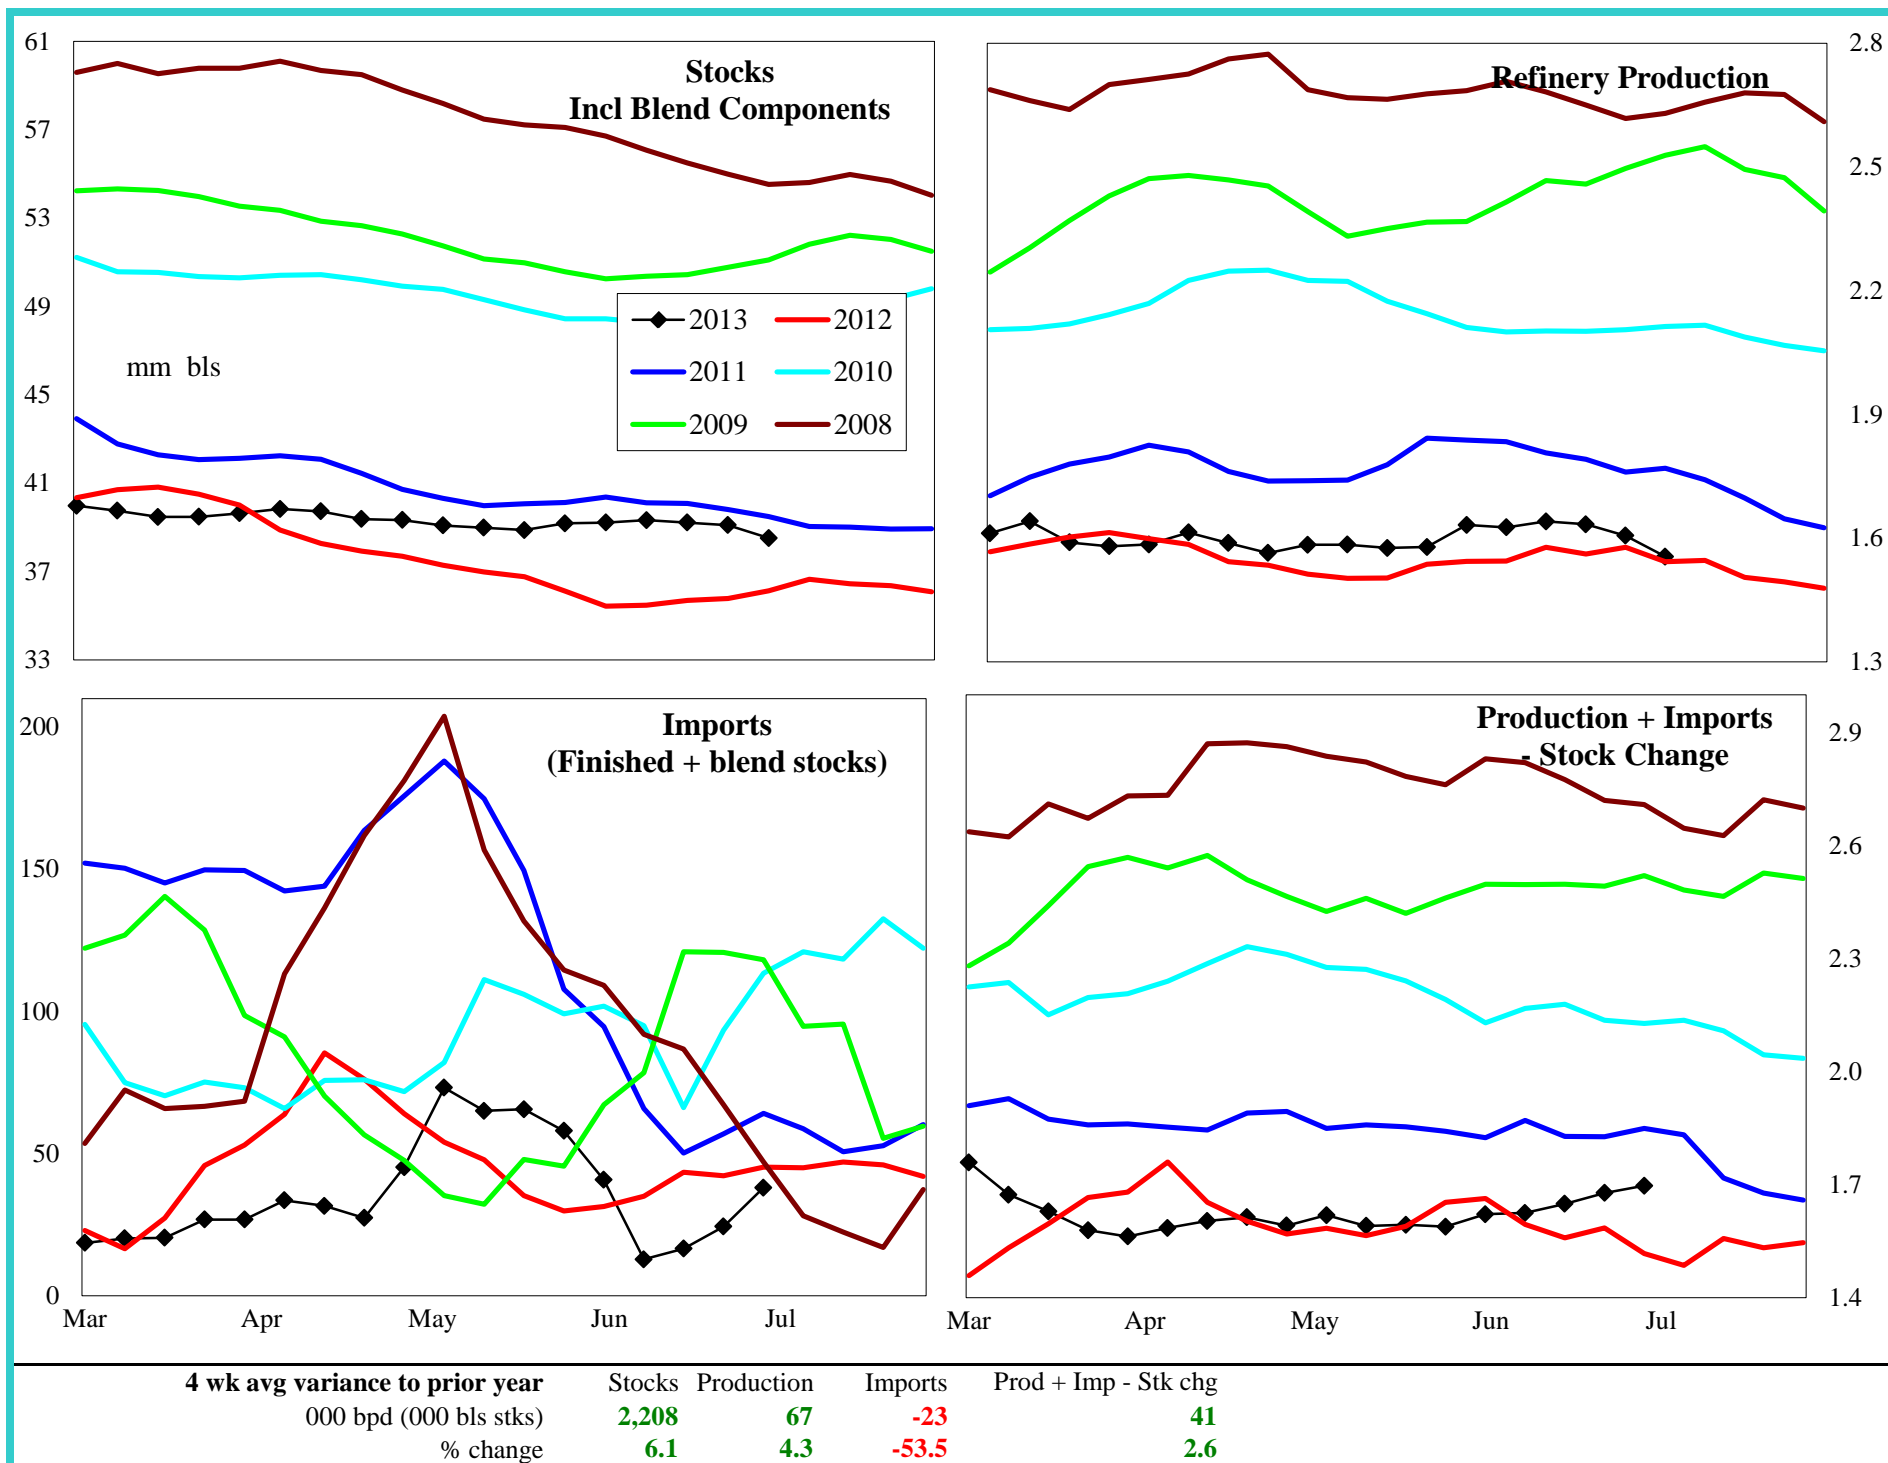 Stocks
Incl Blend Components
61
57
53
49
45
41
37
33
mm bls
2013 2012
2011 2010
2009 2008
Refinery Production
2.8
2.5
2.2
1.9
1.6
1.3
Imports
(Finished + blend stocks)
200
150
100
50
0
Mar Apr May Jun Jul
Production + Imports
- Stock Change
2.9
2.6
2.3
2.0
1.7
1.4
Mar Apr May Jun Jul
4 wk avg variance to prior year Stocks Production Imports Prod + Imp - Stk chg
000 bpd (000 bls stks) 2,208 67 -23 41
% change 6.1 4.3 -53.5 2.6